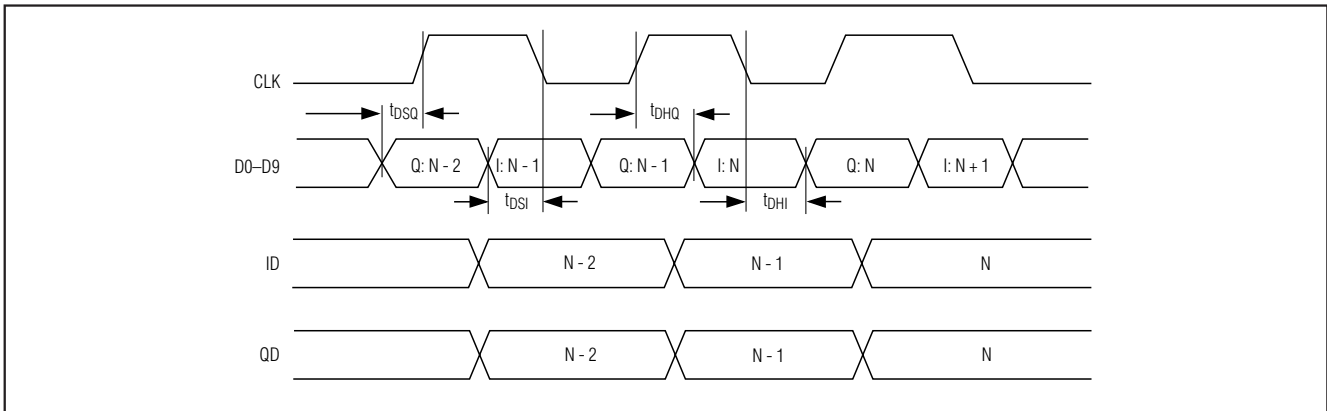 CLK
tDSQ
tDHQ
D0–D9
Q: N - 2
I: N - 1
Q: N - 1
I: N
Q: N
I: N + 1
tDSI
tDHI
ID
N - 2
N - 1
N
QD
N - 2
N - 1
N